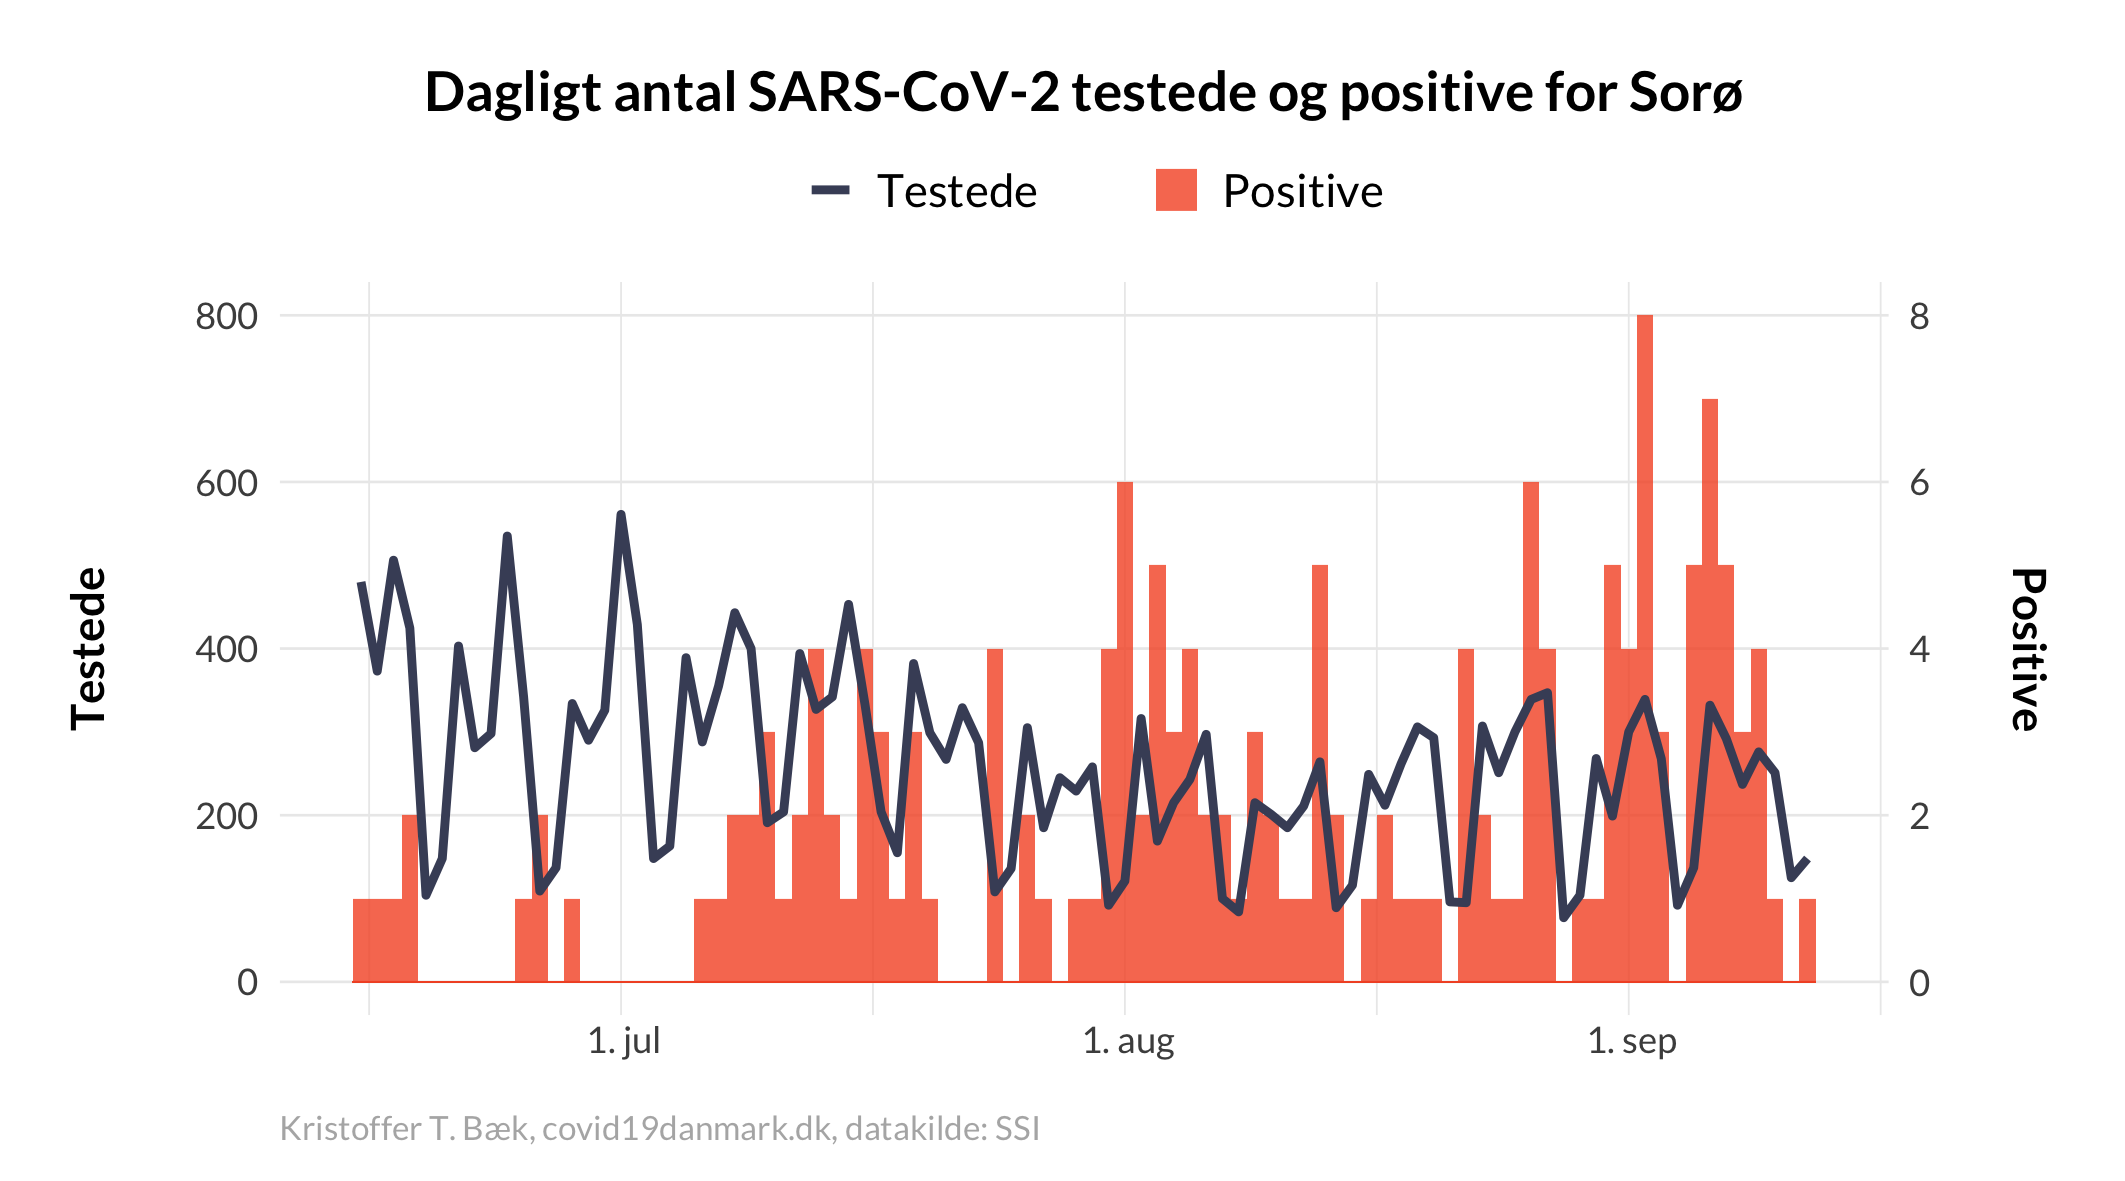 Dagligt antal SARS-CoV-2 testede og positive for Sorø
Testede
Positive
800
600
400
200
0
8
6
4
2
0
Testede
Positive
1. jul
1. aug
1. sep
Kristoffer T. Bæk, covid19danmark.dk, datakilde: SSI